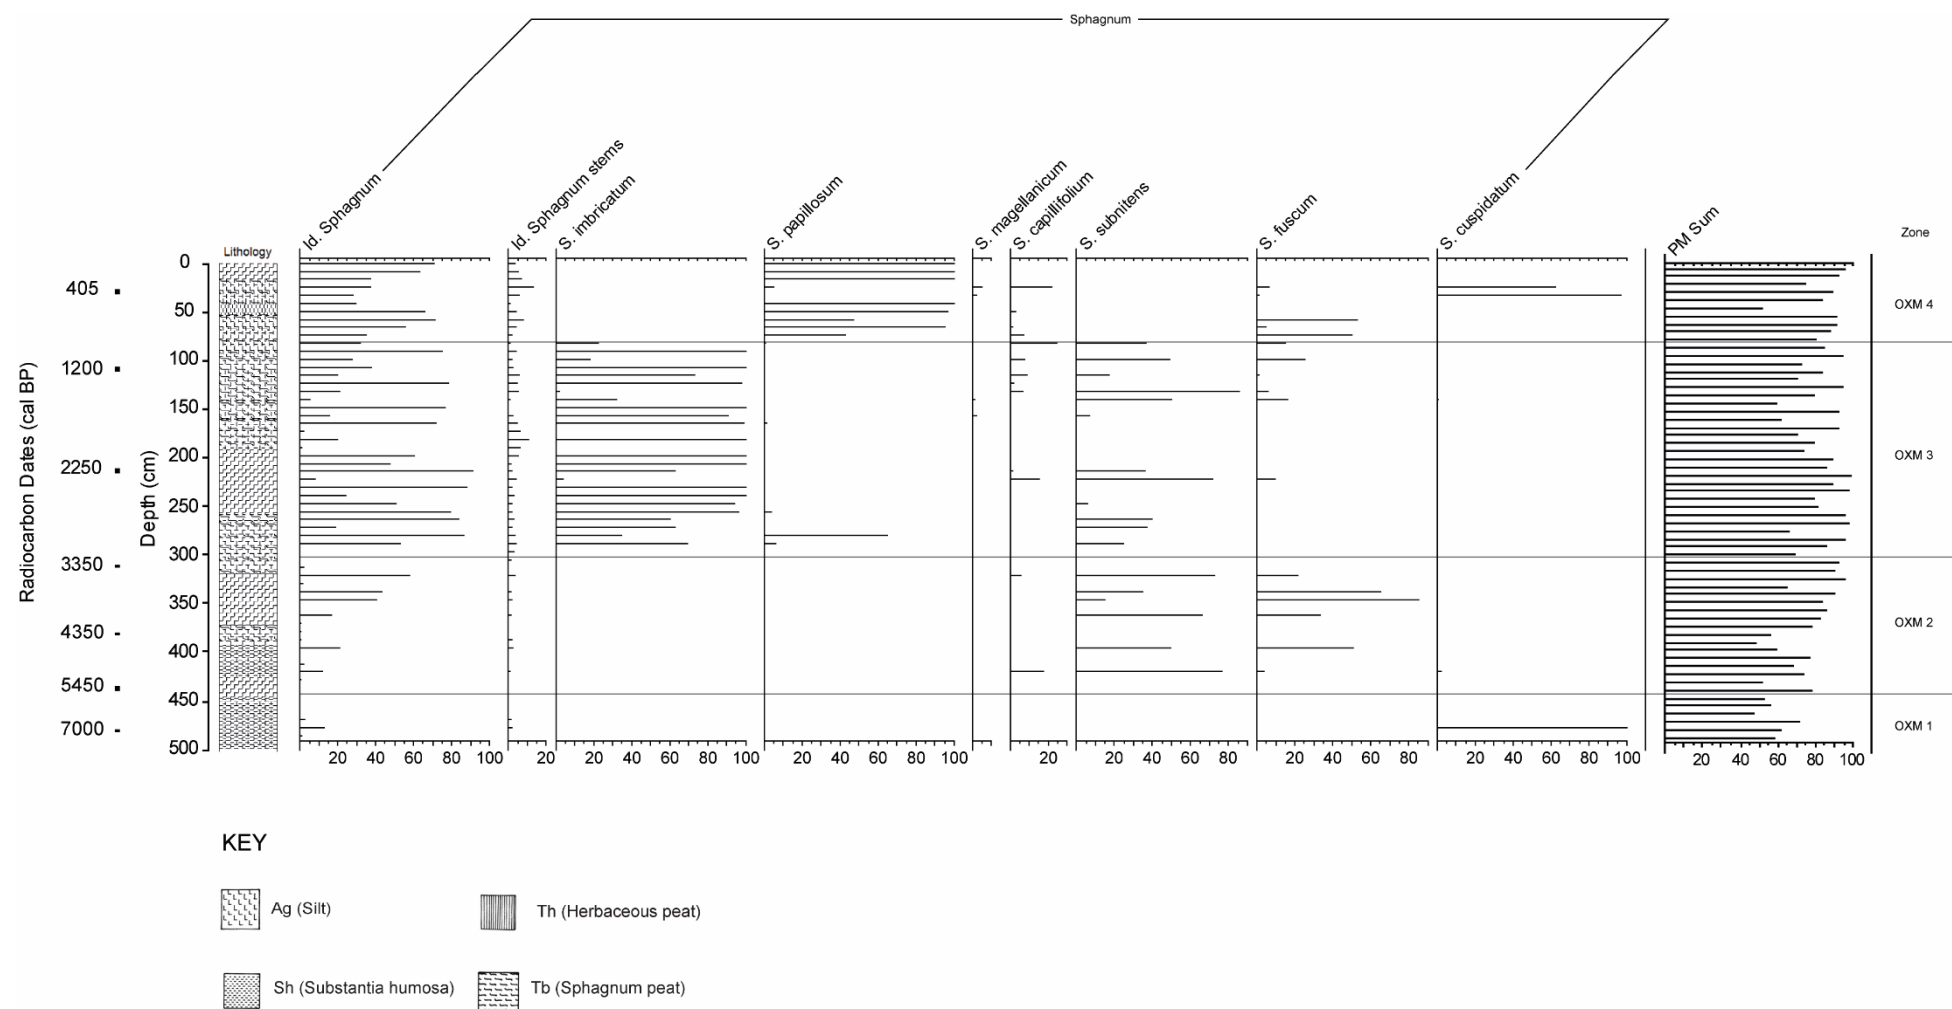 Sphagnum
Id. Sphagnum
Id. Sphagnum stems
S. imbricatum
S. papillosum
S. magellanicum
S. capillifolium
S. subnitens
S. fuscum
S. cuspidatum
PM Sum
Lithology
Zone
Radiocarbon Dates (cal BP)
405
1200
2250
3350
4350
5450
7000
Depth (cm)
0
50
100
150
200
250
300
350
400
450
500
OXM 4
OXM 3
OXM 2
OXM 1
20 40 60 80 100 20 20 40 60 80 100 20 40 60 80 100 20 20 40 60 80 20 40 60 80 20 40 60 80 100 20 40 60 80 100
KEY
Ag (Silt) Th (Herbaceous peat)
Sh (Substantia humosa) Tb (Sphagnum peat)